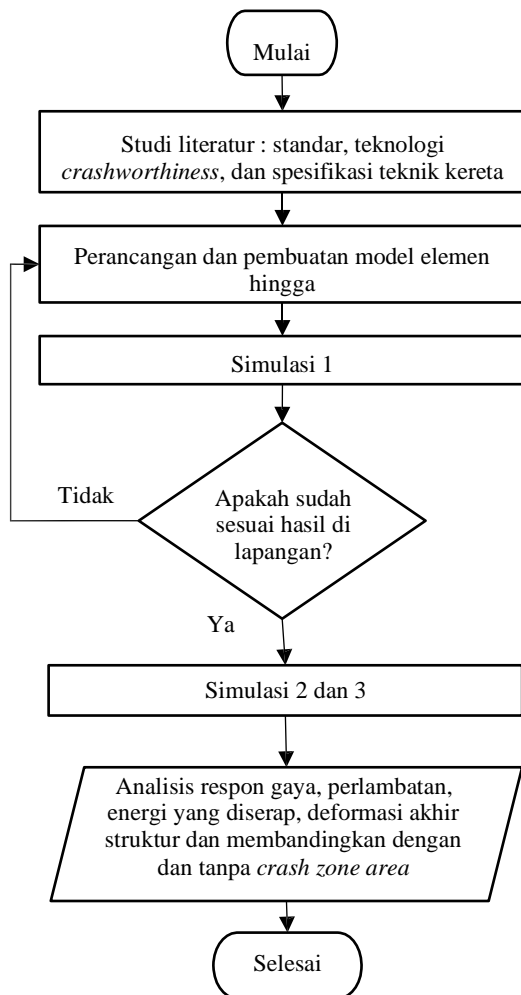 Mulai
Studi literatur : standar, teknologi
crashworthiness, dan spesifikasi teknik kereta
Perancangan dan pembuatan model elemen
hingga
Simulasi 1
Tidak
Apakah sudah
sesuai hasil di
lapangan?
Ya
Simulasi 2 dan 3
Analisis respon gaya, perlambatan,
energi yang diserap, deformasi akhir
struktur dan membandingkan dengan
dan tanpa crash zone area
Selesai